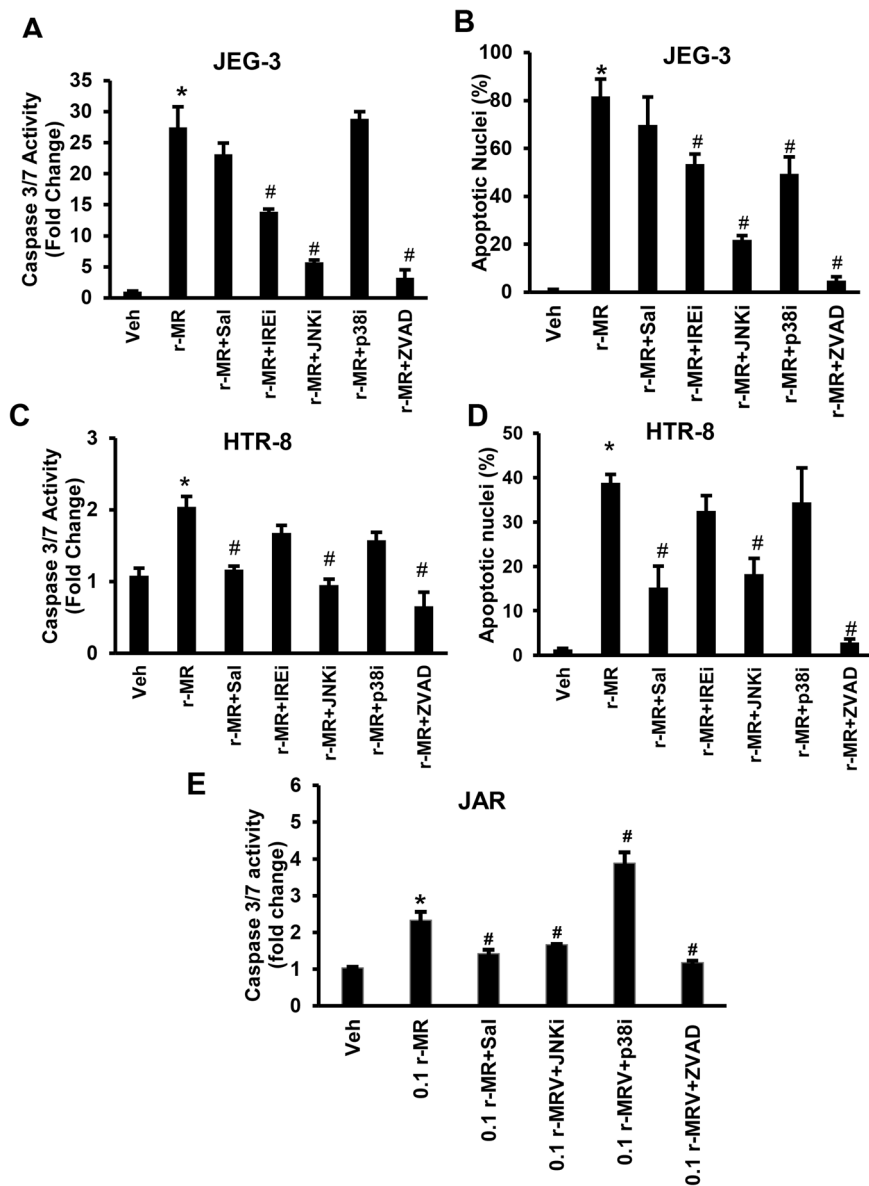 A
JEG-3
Caspase 3/7 Activity
(Fold Change)
35
30
25
20
15
10
5
0
*
#
#
#
Veh
r-MR
r-MR+Sal
r-MR+IREi
r-MR+JNKi
r-MR+p38i
r-MR+ZVAD
B
JEG-3
Apoptotic Nuclei (%)
100
80
60
40
20
0
*
#
#
#
#
Veh
r-MR
r-MR+Sal
r-MR+IREi
r-MR+JNKi
r-MR+p38i
r-MR+ZVAD
C
HTR-8
Caspase 3/7 Activity
(Fold Change)
3
2
1
0
*
#
#
#
Veh
r-MR
r-MR+Sal
r-MR+IREi
r-MR+JNKi
r-MR+p38i
r-MR+ZVAD
D
HTR-8
Apoptotic nuclei (%)
50
40
30
20
10
0
*
#
#
#
Veh
r-MR
r-MR+Sal
r-MR+IREi
r-MR+JNKi
r-MR+p38i
r-MR+ZVAD
E
JAR
Caspase 3/7 activity
(fold change)
6
5
4
3
2
1
0
*
#
#
#
#
Veh
0.1 r-MR
0.1 r-MR+Sal
0.1 r-MRV+JNKi
0.1 r-MRV+p38i
0.1 r-MRV+ZVAD